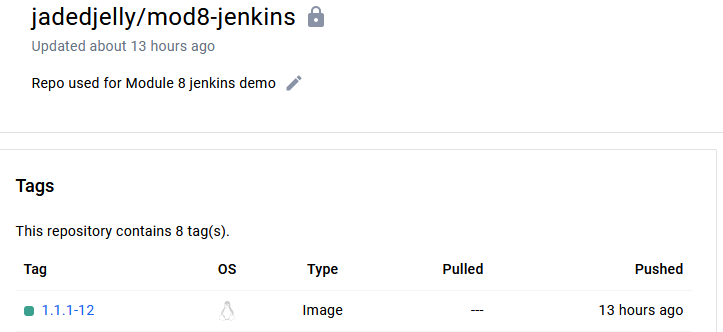 jadedjelly/mod8-jenkins
Updated about 13 hours ago
Repo used for Module 8 jenkins demo
Tags
This repository contains 8 tag(s).
Tag OS Type Pulled Pushed
1.1.1-12 Image --- 13 hours ago